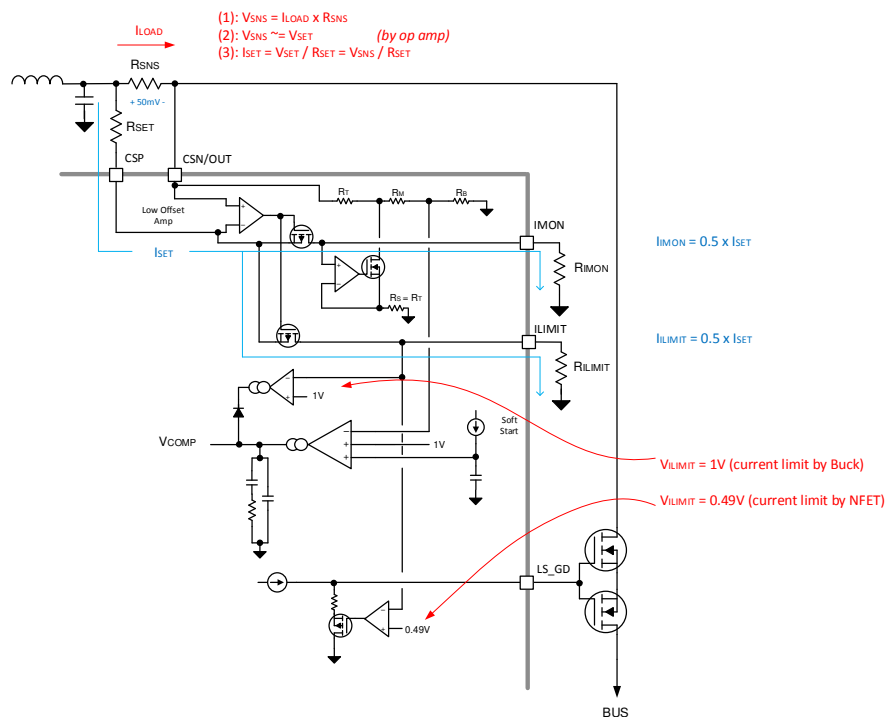 (1): VSNS = ILOAD x RSNS
(2): VSNS ~= VSET (by op amp)
(3): ISET = VSET / RSET = VSNS / RSET
ILOAD
RSNS
+ 50mV -
RSET
CSP
CSN/OUT
RT
RM
RB
Low Offset
Amp
+
-
IMON
ISET
IIMON = 0.5 x ISET
RIMON
+
-
RS = RT
ILIMIT
IILIMIT = 0.5 x ISET
RILIMIT
-
+
1V
Soft
Start
VCOMP
-
+
1V
+
VILIMIT = 1V (current limit by Buck)
VILIMIT = 0.49V (current limit by NFET)
LS_GD
-
+
0.49V
BUS